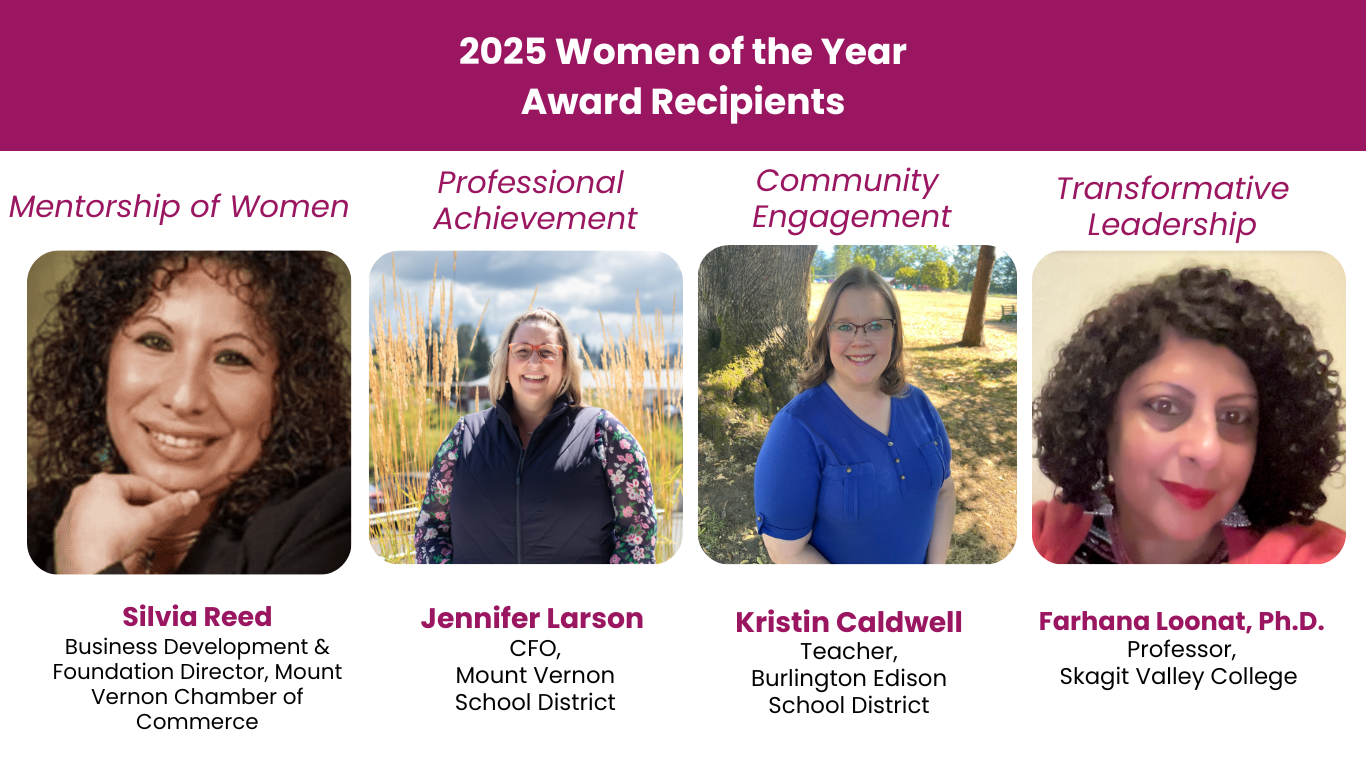 2025 Women of the Year
Award Recipients
Mentorship of Women
Professional
Achievement
Community
Engagement
Transformative
Leadership
Silvia Reed
Business Development &
Foundation Director, Mount
Vernon Chamber of
Commerce
Jennifer Larson
CFO,
Mount Vernon
School District
Kristin Caldwell
Teacher,
Burlington Edison
School District
Farhana Loonat, Ph.D.
Professor,
Skagit Valley College